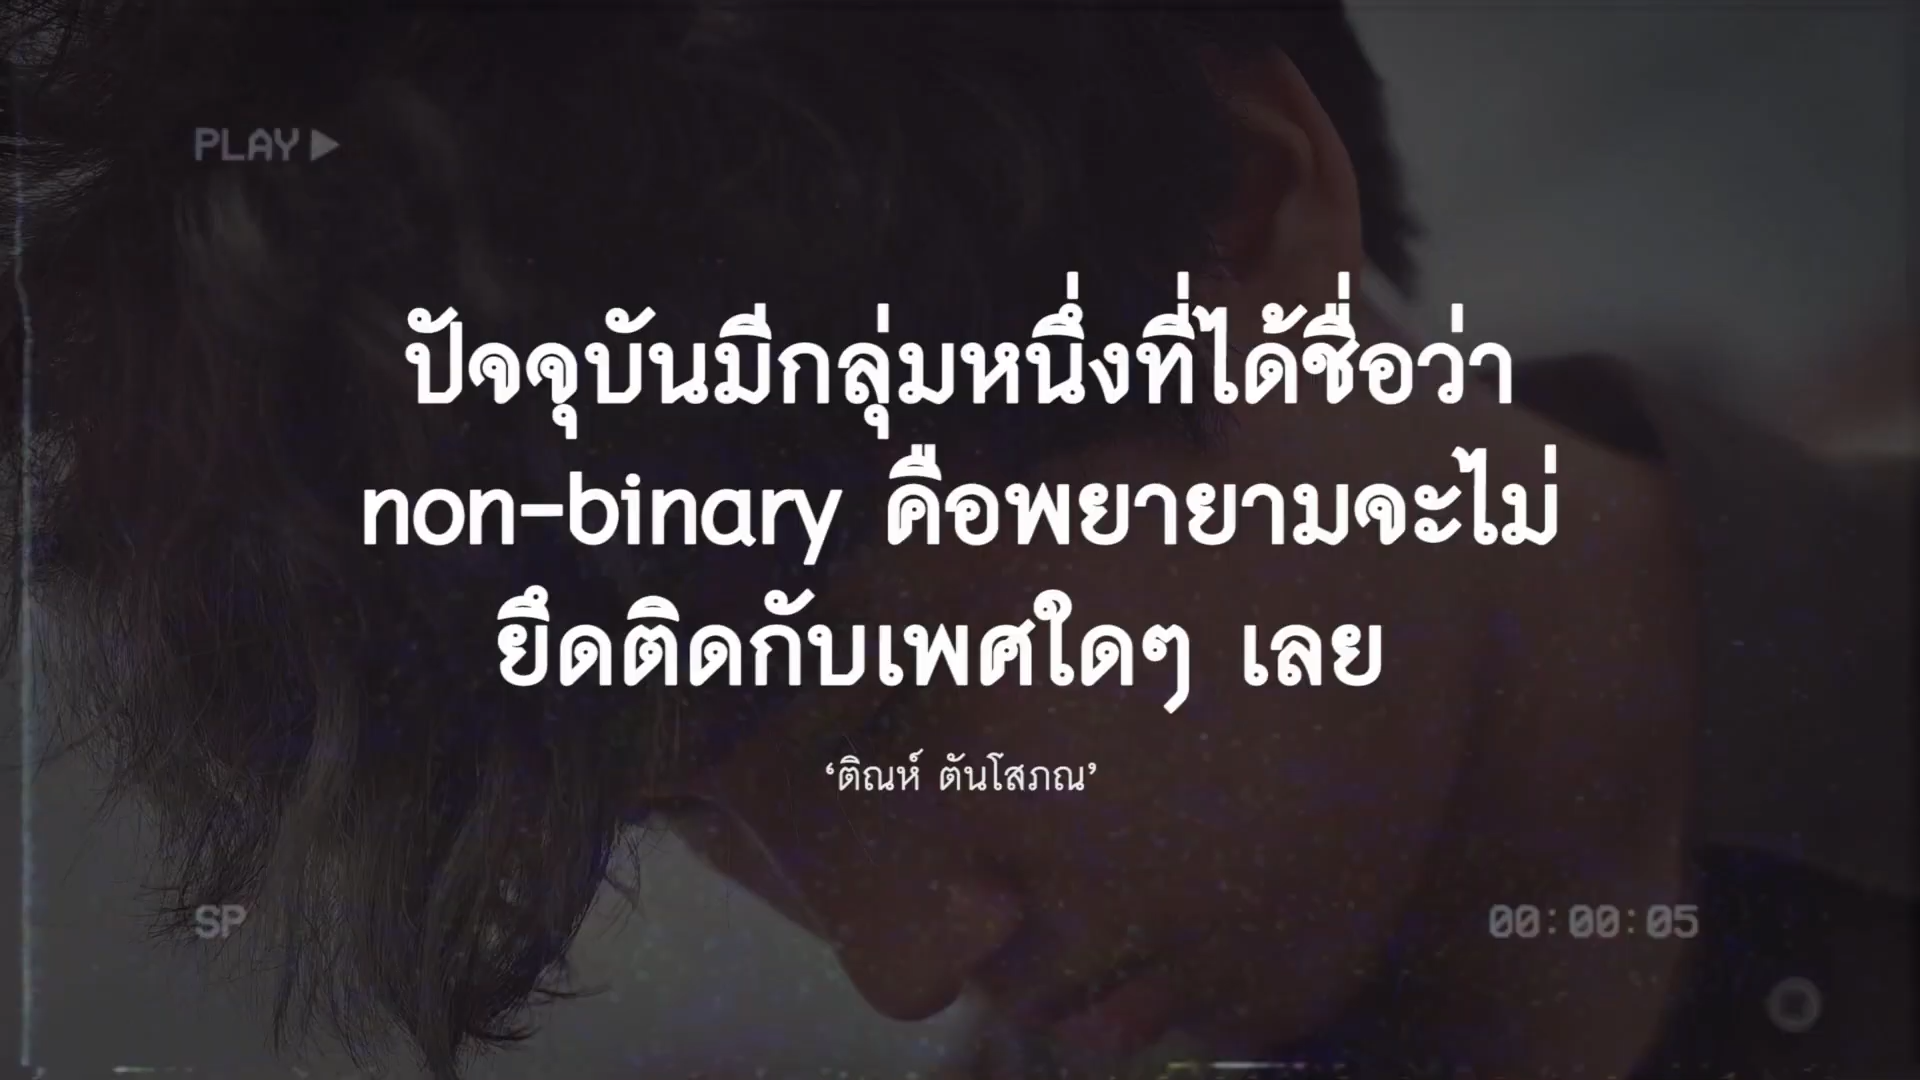 PLAY
ปัจจุบันมีกลุ่มหนึ่งที่ได้ชื่อว่า
non-binary คือพยายามจะไม่
ยึดติดกับเพศใดๆ เลย
‘ติณห์ ตันโสภณ’
SP
00:00:05